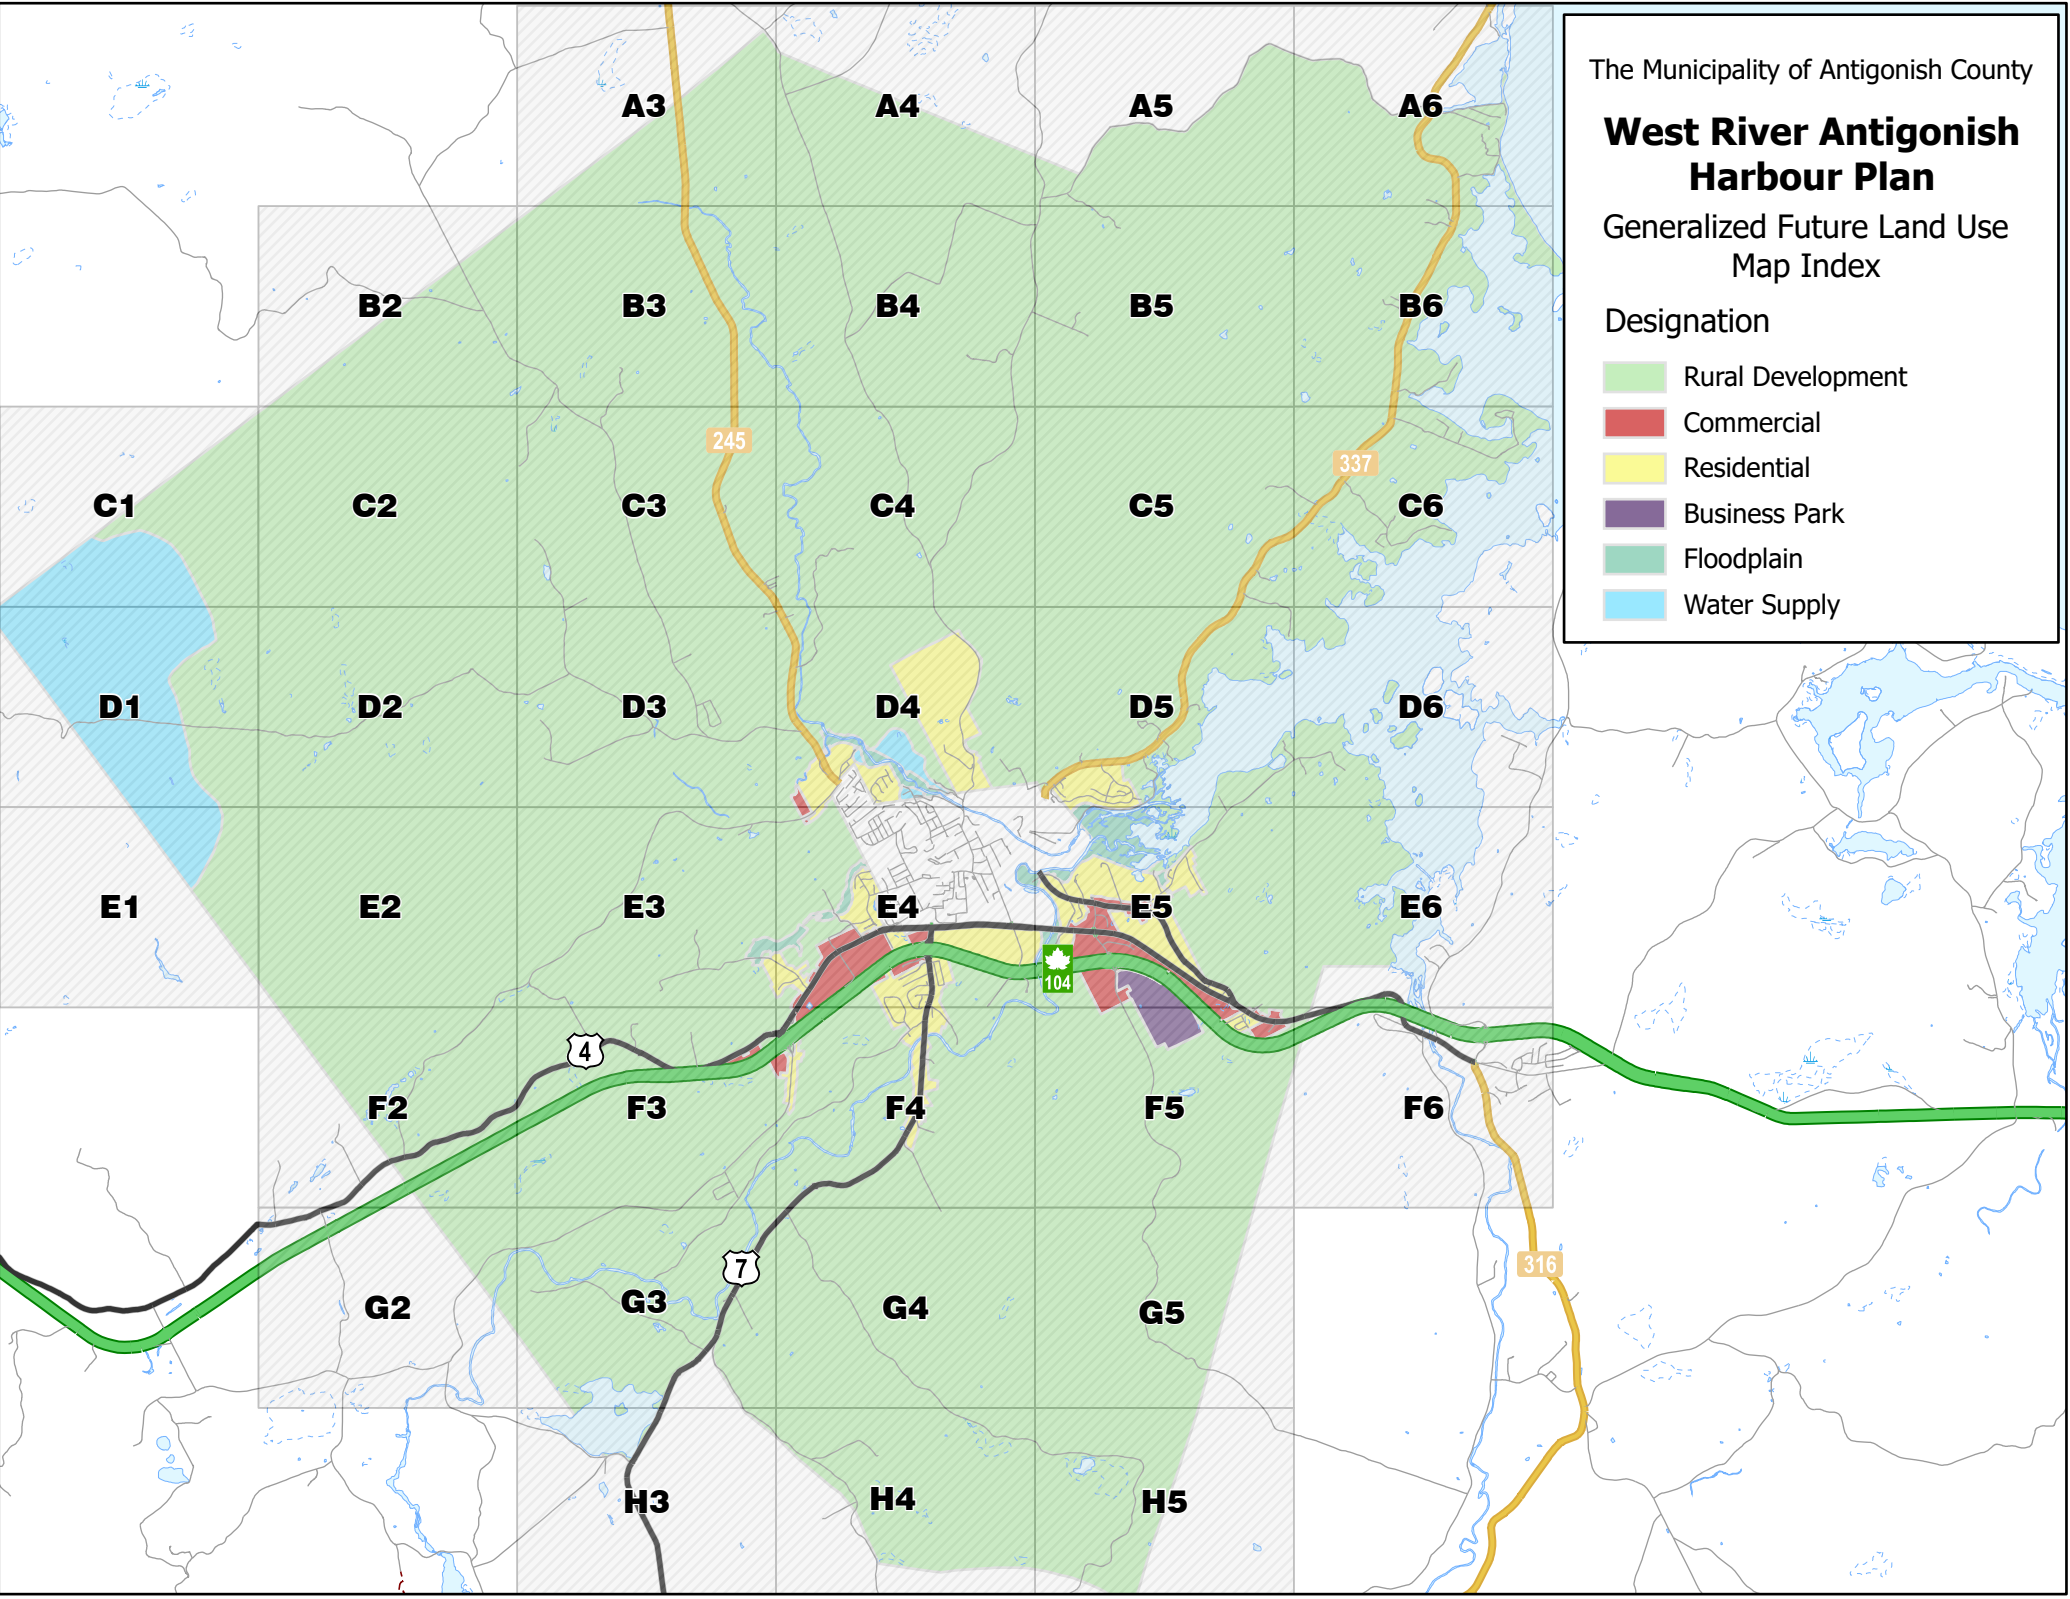 The Municipality of Antigonish County
West River Antigonish
Harbour Plan
Generalized Future Land Use
Map Index
Designation
Rural Development
Commercial
Residential
Business Park
Floodplain
Water Supply
A3 A4 A5 A6
B2 B3 B4 B5 B6
245
337
C1 C2 C3 C4 C5 C6
D1 D2 D3 D4 D5 D6
E1 E2 E3 E4 E5 E6
104
4
F2 F3 F4 F5 F6
7
316
G2 G3 G4 G5
H3 H4 H5